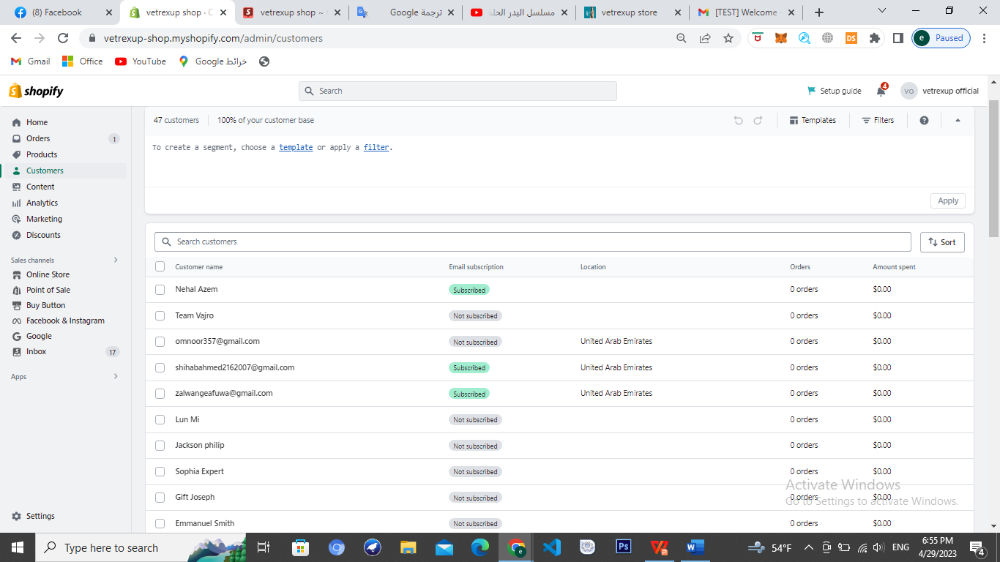 (8) Facebook
vetrexup shop · C
vetrexup shop ~
ترجمة Google
مسلسل البدر الحلة
vetrexup store
[TEST] Welcome
vetrexup-shop.myshopify.com/admin/customers
DS
e
Paused
Gmail
Office
YouTube
خرائط Google
shopify
Search
Setup guide
4
VO
vetrexup official
Home
Orders
1
Products
Customers
Content
Analytics
Marketing
Discounts
Sales channels
Online Store
Point of Sale
Buy Button
Facebook & Instagram
Google
Inbox
17
Apps
Settings
47 customers
100% of your customer base
Templates
Filters
To create a segment, choose a template or apply a filter.
Apply
Search customers
Sort
Customer name Email subscription Location Orders Amount spent
Nehal Azem Subscribed 0 orders $0.00
Team Vajro Not subscribed 0 orders $0.00
omnoor357@gmail.com Not subscribed United Arab Emirates 0 orders $0.00
shihabahmed2162007@gmail.com Subscribed United Arab Emirates 0 orders $0.00
zalwangeafuwa@gmail.com Subscribed United Arab Emirates 0 orders $0.00
Lun Mi Not subscribed 0 orders $0.00
Jackson philip Not subscribed 0 orders $0.00
Sophia Expert Not subscribed 0 orders $0.00
Gift Joseph Not subscribed 0 orders $0.00
Emmanuel Smith Not subscribed 0 orders $0.00
Activate Windows
Go to Settings to activate Windows.
Type here to search
Ps
W
54°F
ENG
6:55 PM
4/29/2023
4